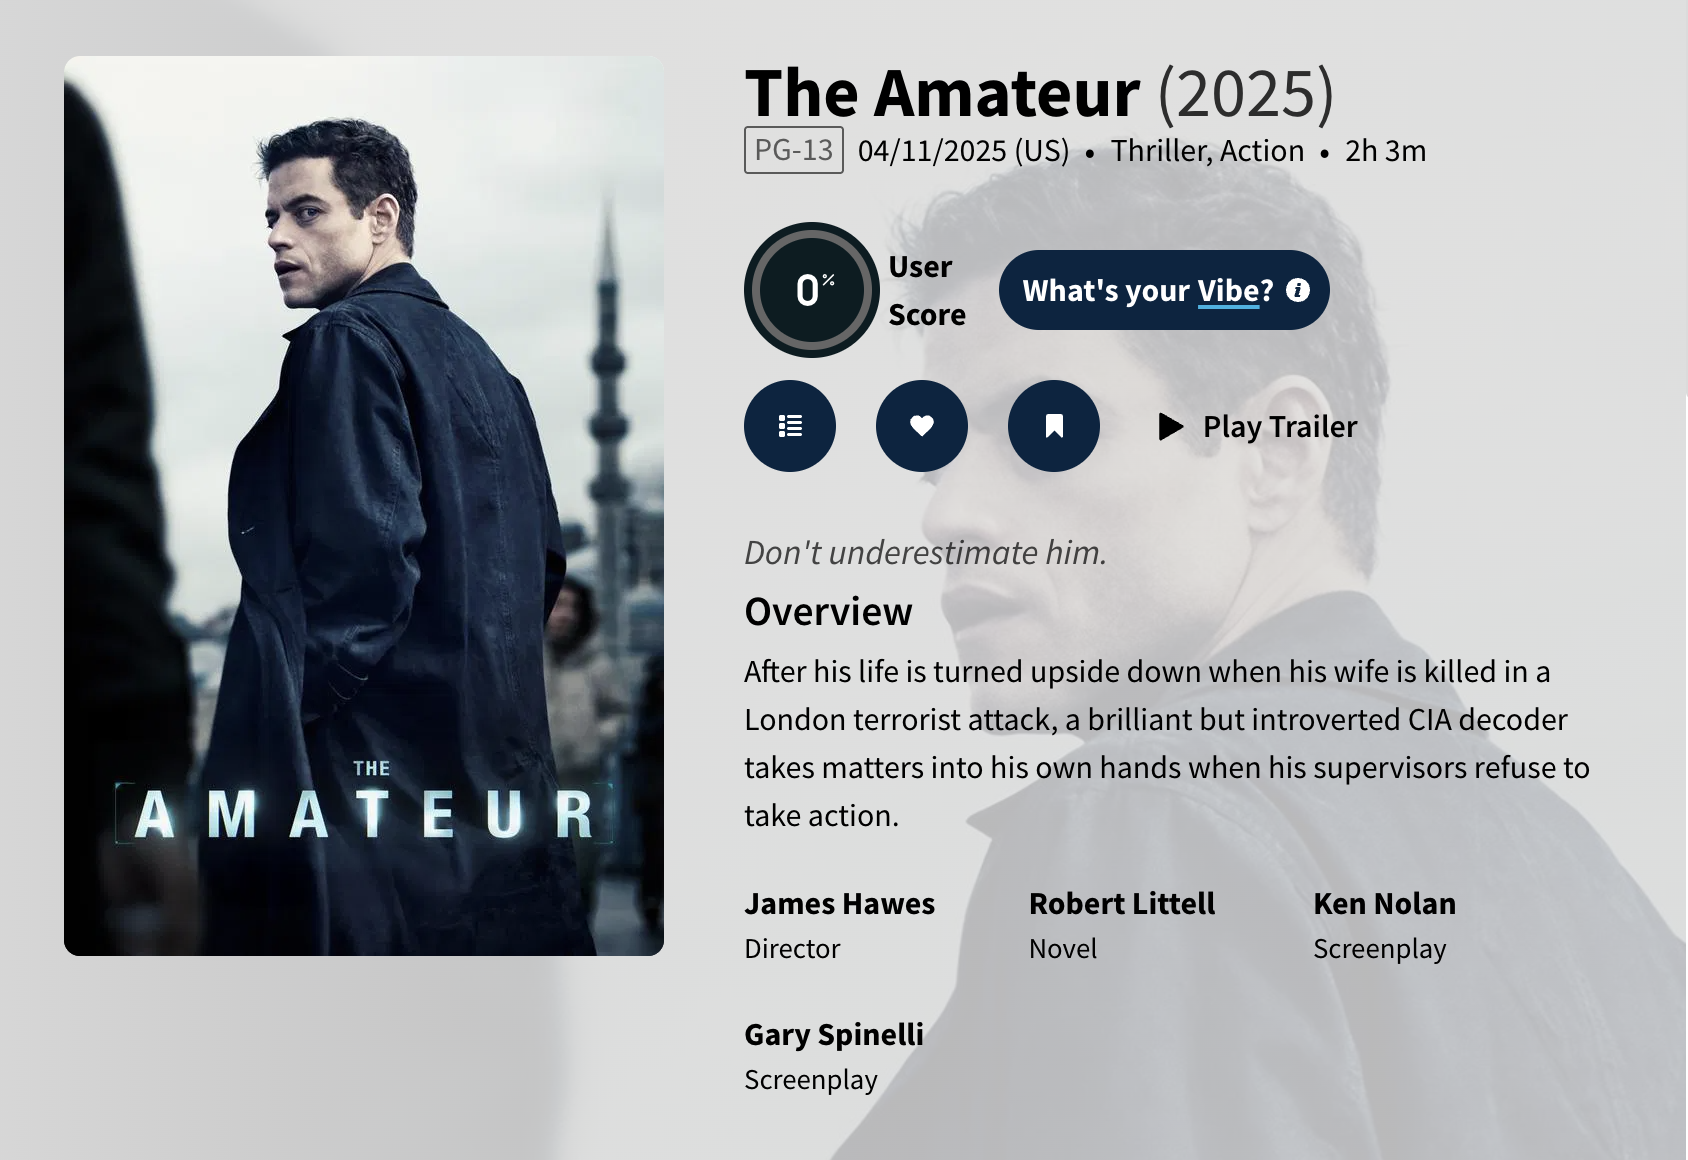 THE
AMATEUR
The Amateur (2025)
PG-13 04/11/2025 (US) • Thriller, Action • 2h 3m
0%
User
Score
What's your Vibe?
Play Trailer
Don't underestimate him.
Overview
After his life is turned upside down when his wife is killed in a
London terrorist attack, a brilliant but introverted CIA decoder
takes matters into his own hands when his supervisors refuse to
take action.
James Hawes
Director
Robert Littell
Novel
Ken Nolan
Screenplay
Gary Spinelli
Screenplay